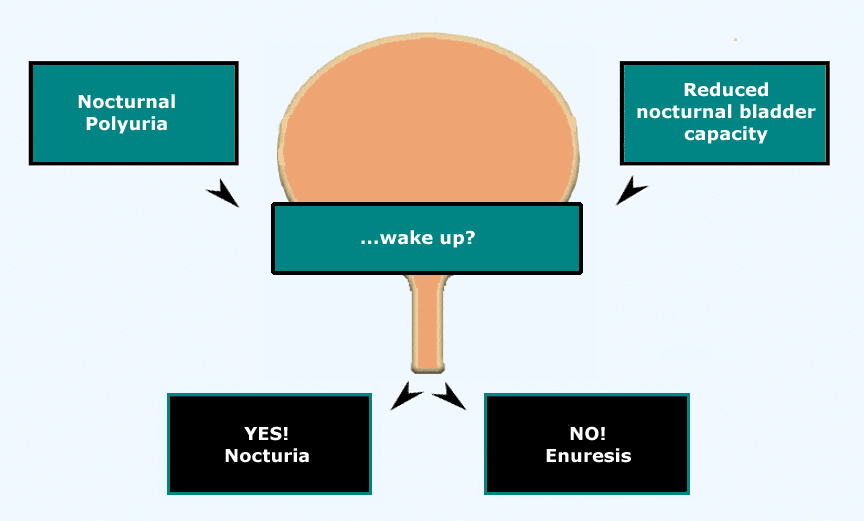 Nocturnal
Polyuria
Reduced
nocturnal bladder
capacity
...wake up?
YES!
Nocturia
NO!
Enuresis